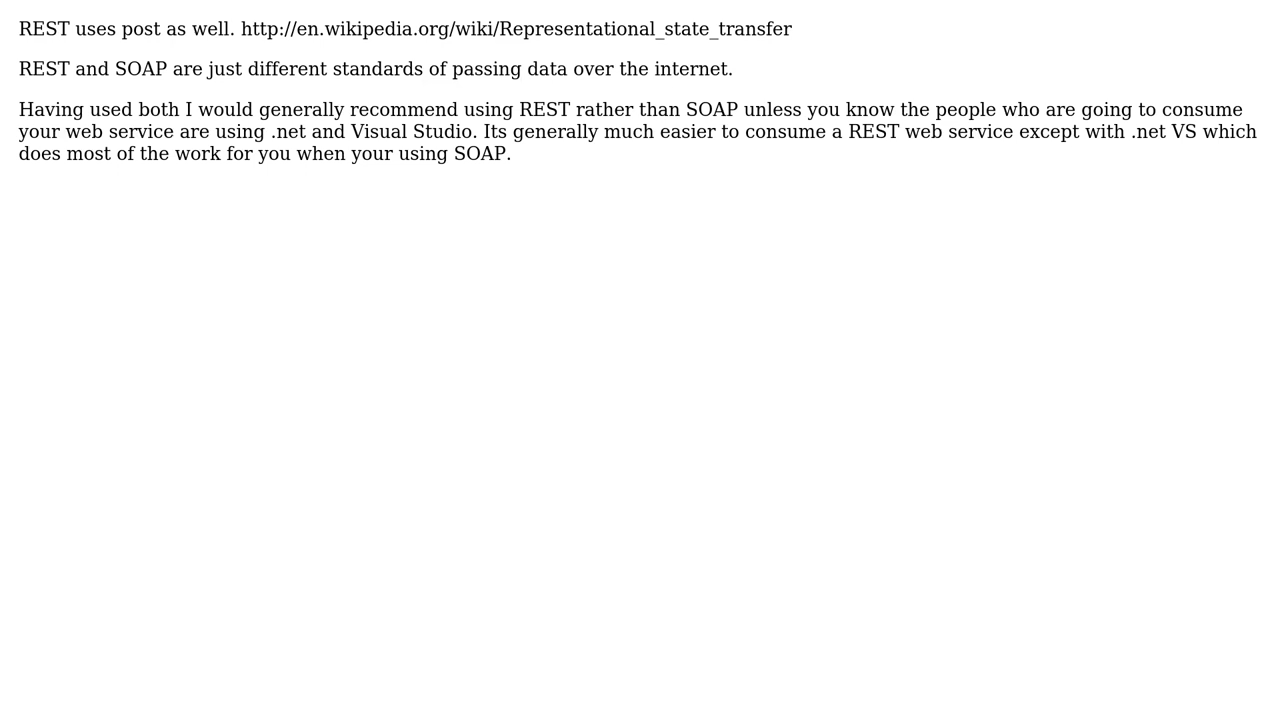 REST uses post as well. http://en.wikipedia.org/wiki/Representational_state_transfer
REST and SOAP are just different standards of passing data over the internet.
Having used both I would generally recommend using REST rather than SOAP unless you know the people who are going to consume
your web service are using .net and Visual Studio. Its generally much easier to consume a REST web service except with .net VS which
does most of the work for you when your using SOAP.